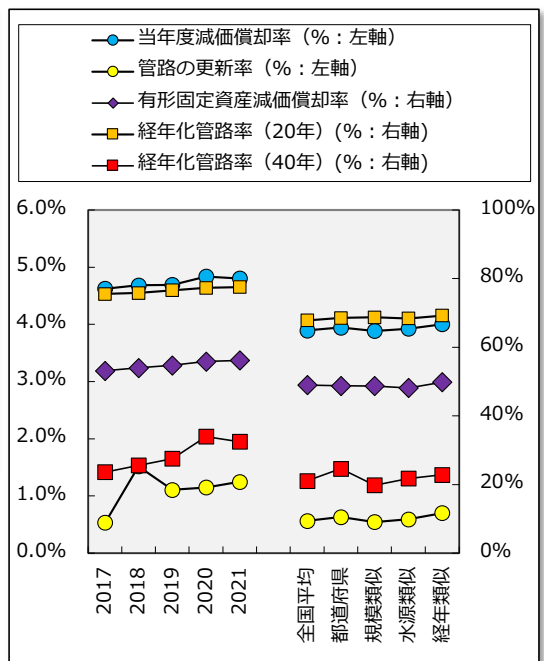 当年度減価償却率（%：左軸）
管路の更新率（%：左軸）
有形固定資産減価償却率（%：右軸）
経年化管路率（20年）(%：右軸)
経年化管路率（40年）(%：右軸)
6.0%
5.0%
4.0%
3.0%
2.0%
1.0%
0.0%
100%
80%
60%
40%
20%
0%
2017
2018
2019
2020
2021
全国平均
都道府県
規模類似
水源類似
経年類似